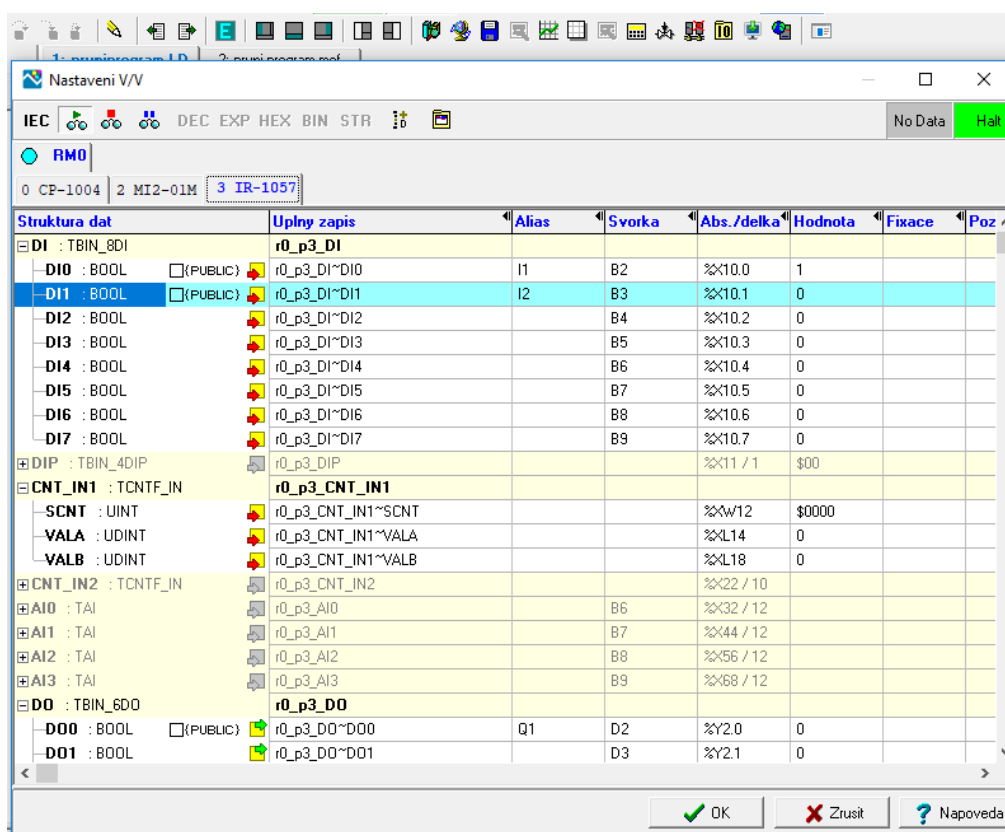 1: pruniprogram LD 2: pruni program mef
Nastaveni V/V
IEC DEC EXP HEX BIN STR No Data Halt
RM0
0 CP-1004 2 MI2-01M 3 IR-1057
Struktura dat Uplny zapis Alias Svorka Abs./delka Hodnota Fixace Poz
DI : TBIN_8DI r0_p3_DI
DI0 : BOOL {PUBLIC} r0_p3_DI~DI0 I1 B2 %X10.0 1
DI1 : BOOL {PUBLIC} r0_p3_DI~DI1 I2 B3 %X10.1 0
DI2 : BOOL r0_p3_DI~DI2 B4 %X10.2 0
DI3 : BOOL r0_p3_DI~DI3 B5 %X10.3 0
DI4 : BOOL r0_p3_DI~DI4 B6 %X10.4 0
DI5 : BOOL r0_p3_DI~DI5 B7 %X10.5 0
DI6 : BOOL r0_p3_DI~DI6 B8 %X10.6 0
DI7 : BOOL r0_p3_DI~DI7 B9 %X10.7 0
DIP : TBIN_4DIP r0_p3_DIP %X11 / 1 $00
CNT_IN1 : TCNTF_IN r0_p3_CNT_IN1
SCNT : UINT r0_p3_CNT_IN1~SCNT %XW12 $0000
VALA : UDINT r0_p3_CNT_IN1~VALA %XL14 0
VALB : UDINT r0_p3_CNT_IN1~VALB %XL18 0
CNT_IN2 : TCNTF_IN r0_p3_CNT_IN2 %X22 / 10
AI0 : TAI r0_p3_AI0 B6 %X32 / 12
AI1 : TAI r0_p3_AI1 B7 %X44 / 12
AI2 : TAI r0_p3_AI2 B8 %X56 / 12
AI3 : TAI r0_p3_AI3 B9 %X68 / 12
DO : TBIN_6DO r0_p3_DO
DO0 : BOOL {PUBLIC} r0_p3_DO~DO0 Q1 D2 %Y2.0 0
DO1 : BOOL r0_p3_DO~DO1 D3 %Y2.1 0
OK Zrusit Napoveda